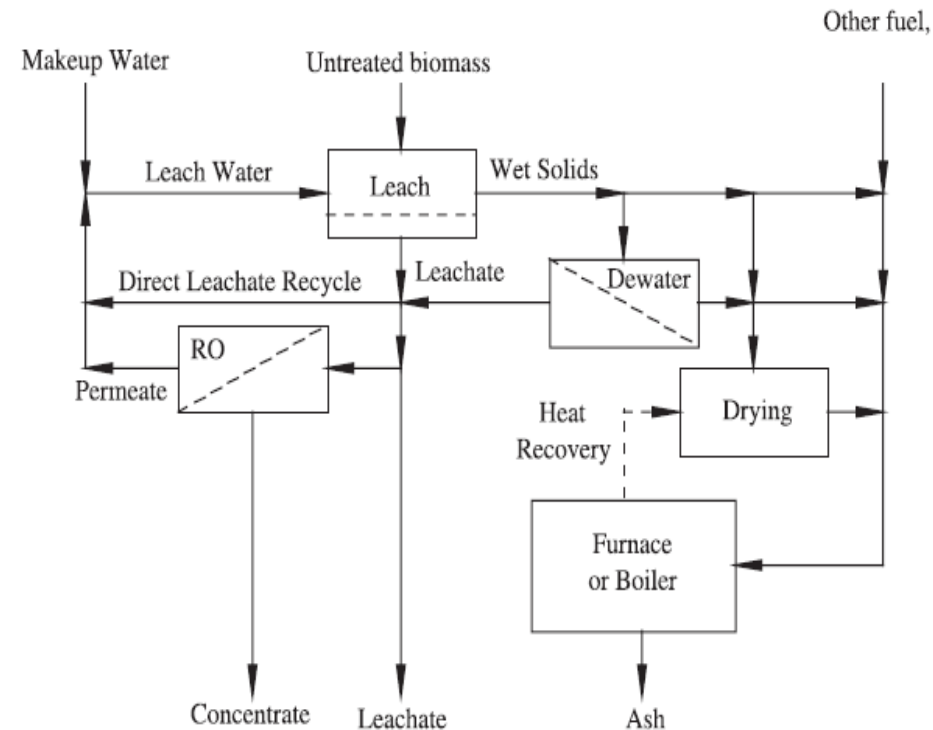 Other fuel,
Makeup Water
Untreated biomass
Leach Water
Leach
Wet Solids
Direct Leachate Recycle
Leachate
Dewater
RO
Permeate
Heat
Recovery
Drying
Furnace
or Boiler
Concentrate
Leachate
Ash